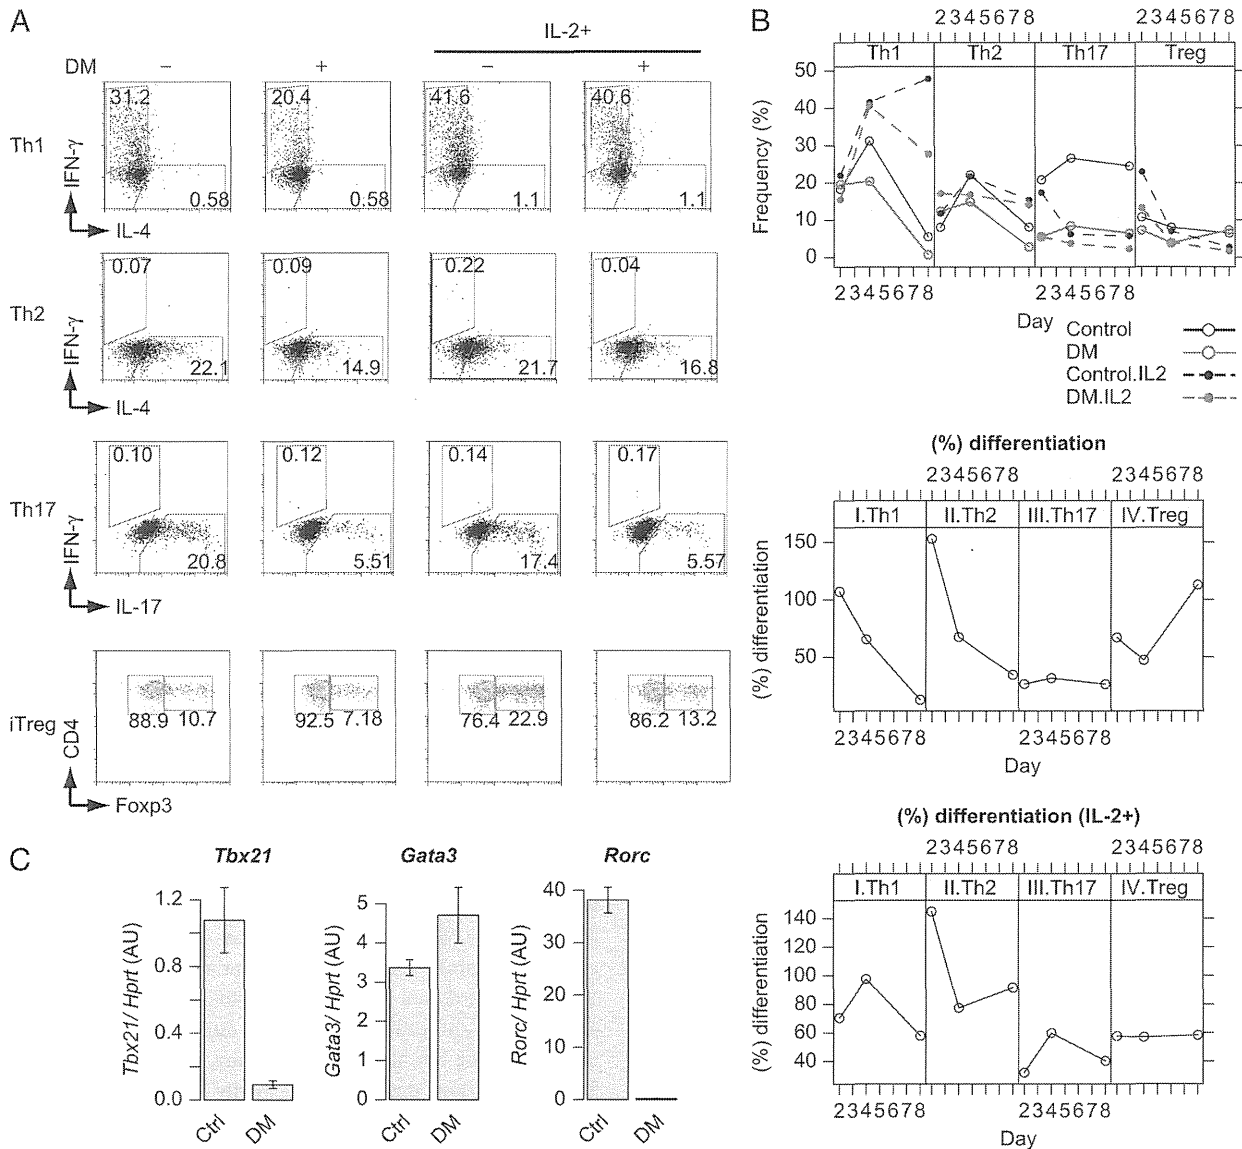 A
IL-2+
DM − + − +
Th1
IFN-γ
31.2
0.58
20.4
0.58
41.6
1.1
40.6
1.1
IL-4
Th2
IFN-γ
0.07
22.1
0.09
14.9
0.22
21.7
0.04
16.8
IL-4
Th17
IFN-γ
0.10
20.8
0.12
5.51
0.14
17.4
0.17
5.57
IL-17
iTreg
CD4
88.9 10.7
92.5 7.18
76.4 22.9
86.2 13.2
Foxp3
B
2345678 2345678
Th1 Th2 Th17 Treg
Frequency (%)
50
40
30
20
10
0
2345678 2345678
Day
Control
DM
Control.IL2
DM.IL2
(%) differentiation
2345678 2345678
I.Th1 II.Th2 III.Th17 IV.Treg
(%) differentiation
150
100
50
2345678 2345678
Day
(%) differentiation (IL-2+)
2345678 2345678
I.Th1 II.Th2 III.Th17 IV.Treg
(%) differentiation
140
120
100
80
60
40
2345678 2345678
Day
C
Tbx21
Tbx21/ Hprt (AU)
1.2
0.8
0.4
0.0
Ctrl DM
Gata3
Gata3/ Hprt (AU)
5
4
3
2
1
0
Ctrl DM
Rorc
Rorc/ Hprt (AU)
40
30
20
10
0
Ctrl DM